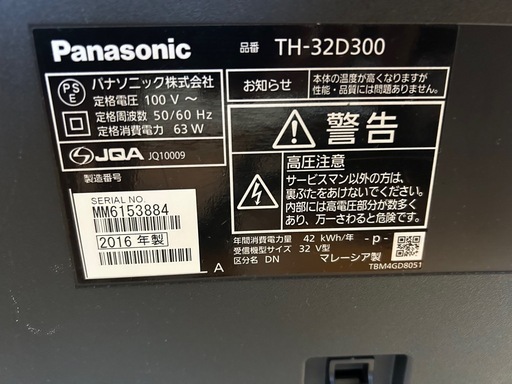 Panasonic 品番 TH-32D300
PS
E
パナソニック株式会社
定格電圧 100 V ～
定格周波数 50/60 Hz
定格消費電力 63 W
JQA JQ10009
製造番号
SERIAL NO.
MM6153884
2016 年製
A
お知らせ
本体の温度が高くなりますが
性能・品質には問題ありません。
警告
高圧注意
サービスマン以外の方は、
裏ぶたをあけないでください。
内部には高電圧部分が数多く
あり、万一さわると危険です。
年間消費電力量 42 kWh/年 -p-
受信機型サイズ 32 V型
区分名 DN マレーシア製
TBM4GD8051